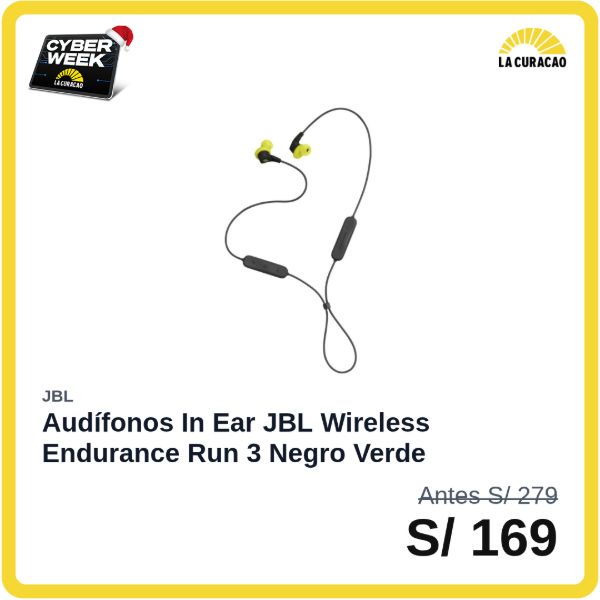 CYBER
WEEK
LA CURACAO
LA CURACAO
JBL
Audífonos In Ear JBL Wireless
Endurance Run 3 Negro Verde
Antes S/ 279
S/ 169